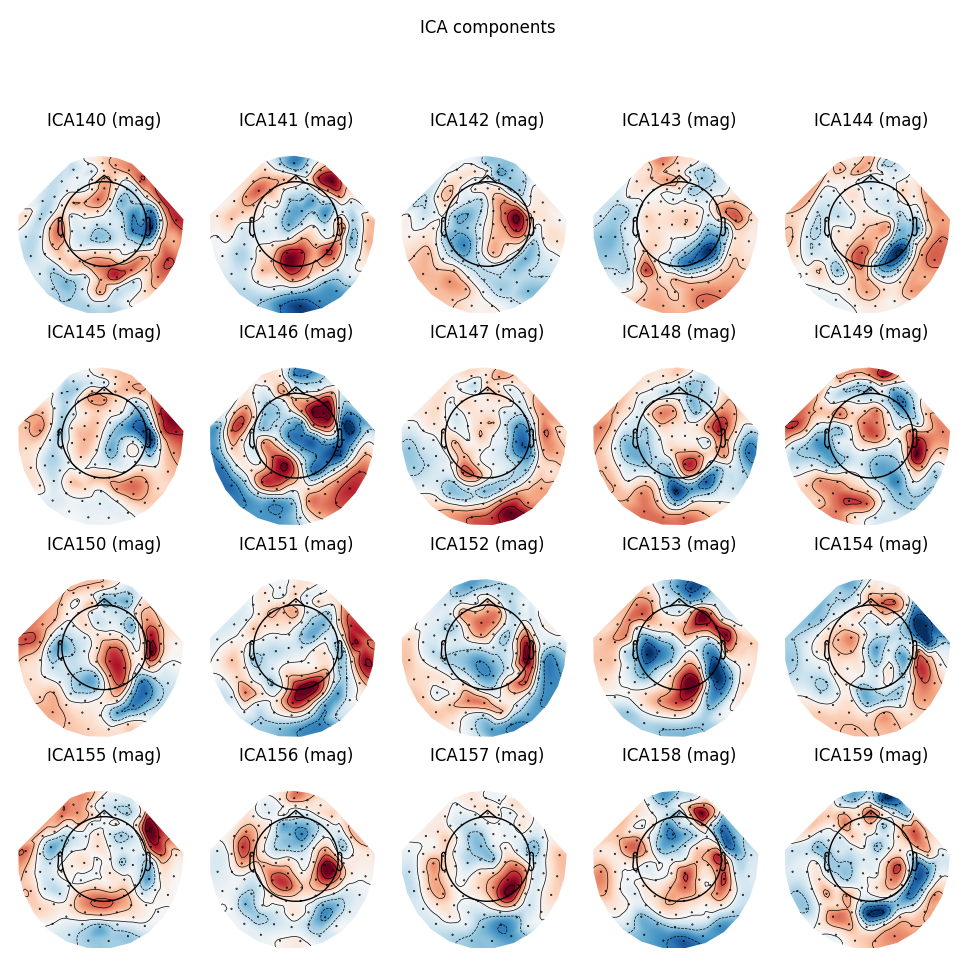 ICA components
ICA140 (mag) ICA141 (mag) ICA142 (mag) ICA143 (mag) ICA144 (mag)
ICA145 (mag) ICA146 (mag) ICA147 (mag) ICA148 (mag) ICA149 (mag)
ICA150 (mag) ICA151 (mag) ICA152 (mag) ICA153 (mag) ICA154 (mag)
ICA155 (mag) ICA156 (mag) ICA157 (mag) ICA158 (mag) ICA159 (mag)